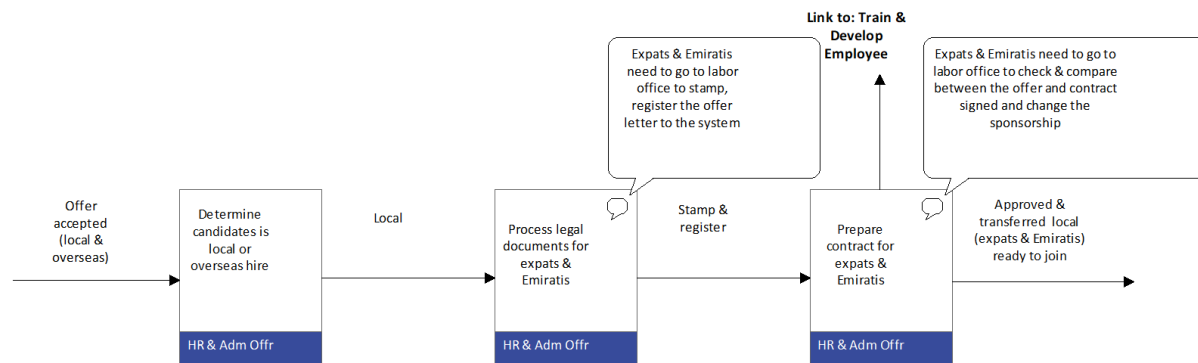 Link to: Train &
Develop
Employee
Expats & Emiratis
need to go to labor
office to stamp,
register the offer
letter to the system
Expats & Emiratis need to go to
labor office to check & compare
between the offer and contract
signed and change the
sponsorship
Offer
accepted
(local &
overseas)
Determine
candidates is
local or
overseas hire
HR & Adm Offr
Local
Process legal
documents for
expats &
Emiratis
HR & Adm Offr
Stamp &
register
Prepare
contract for
expats &
Emiratis
HR & Adm Offr
Approved &
transferred local
(expats & Emiratis)
ready to join